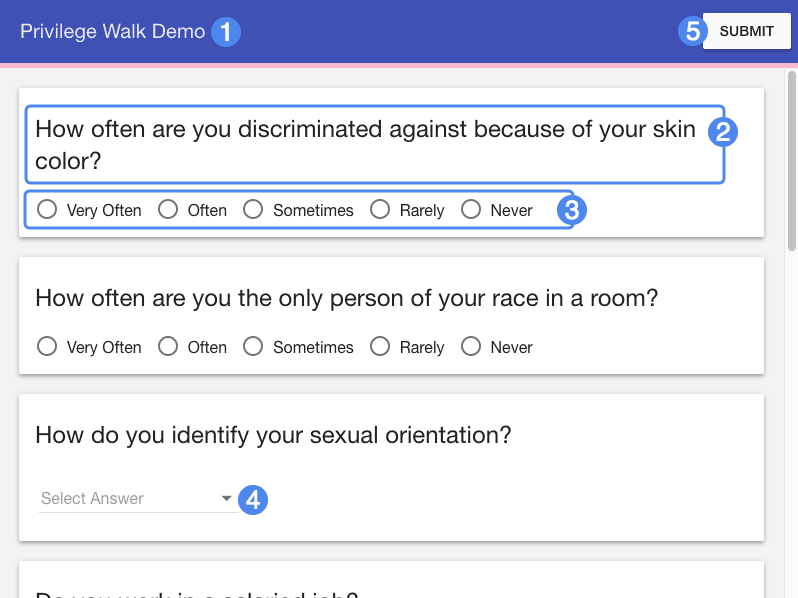 Privilege Walk Demo 1
5 SUBMIT
How often are you discriminated against because of your skin 2
color?
Very Often Often Sometimes Rarely Never 3
How often are you the only person of your race in a room?
Very Often Often Sometimes Rarely Never
How do you identify your sexual orientation?
Select Answer 4
Do you work in a salaried job?